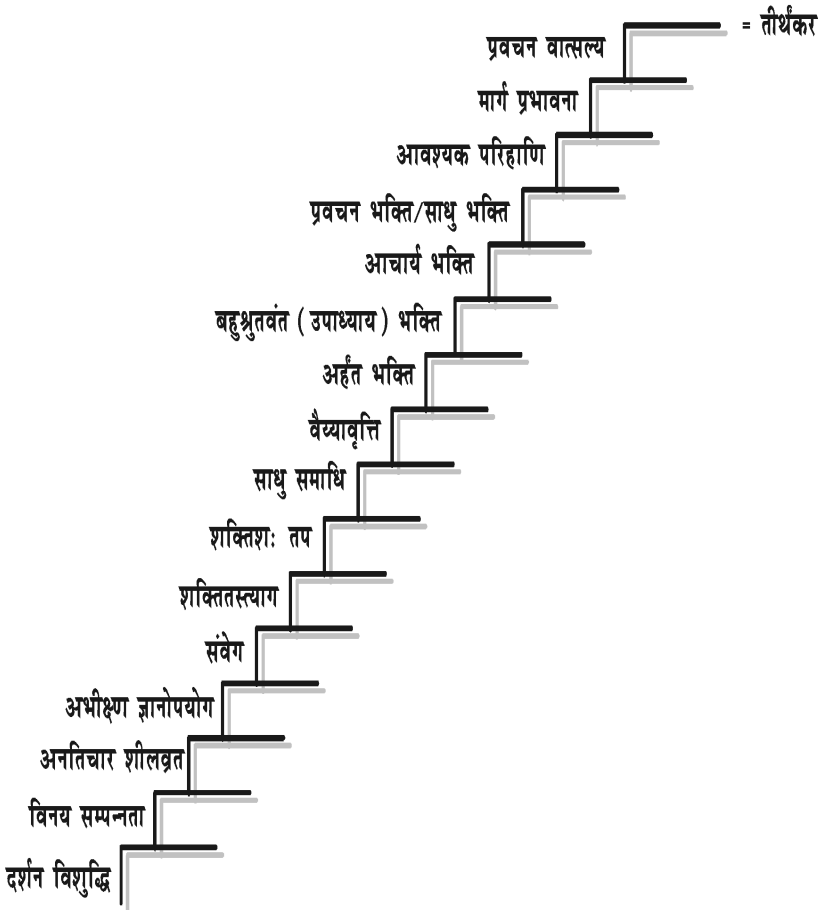 = तीर्थंकर
प्रवचन वात्सल्य
मार्ग प्रभावना
आवश्यक परिहाणि
प्रवचन भक्ति/साधु भक्ति
आचार्य भक्ति
बहुश्रुतवंत (उपाध्याय) भक्ति
अर्हंत भक्ति
वैय्यावृत्ति
साधु समाधि
शक्तिशः तप
शक्तितस्त्याग
संवेग
अभीक्ष्ण ज्ञानोपयोग
अनतिचार शीलव्रत
विनय सम्पन्नता
दर्शन विशुद्धि